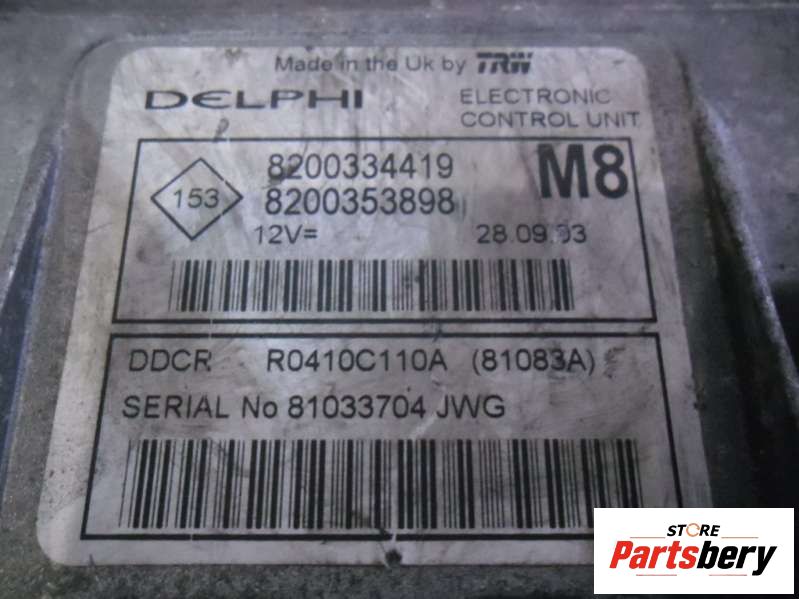 Made in the Uk by TRW
DELPHI
ELECTRONIC
CONTROL UNIT
153
8200334419
8200353898
M8
12V=
28.09.03
DDCR R0410C110A (81083A)
SERIAL No 81033704 JWG
STORE
Partsbery